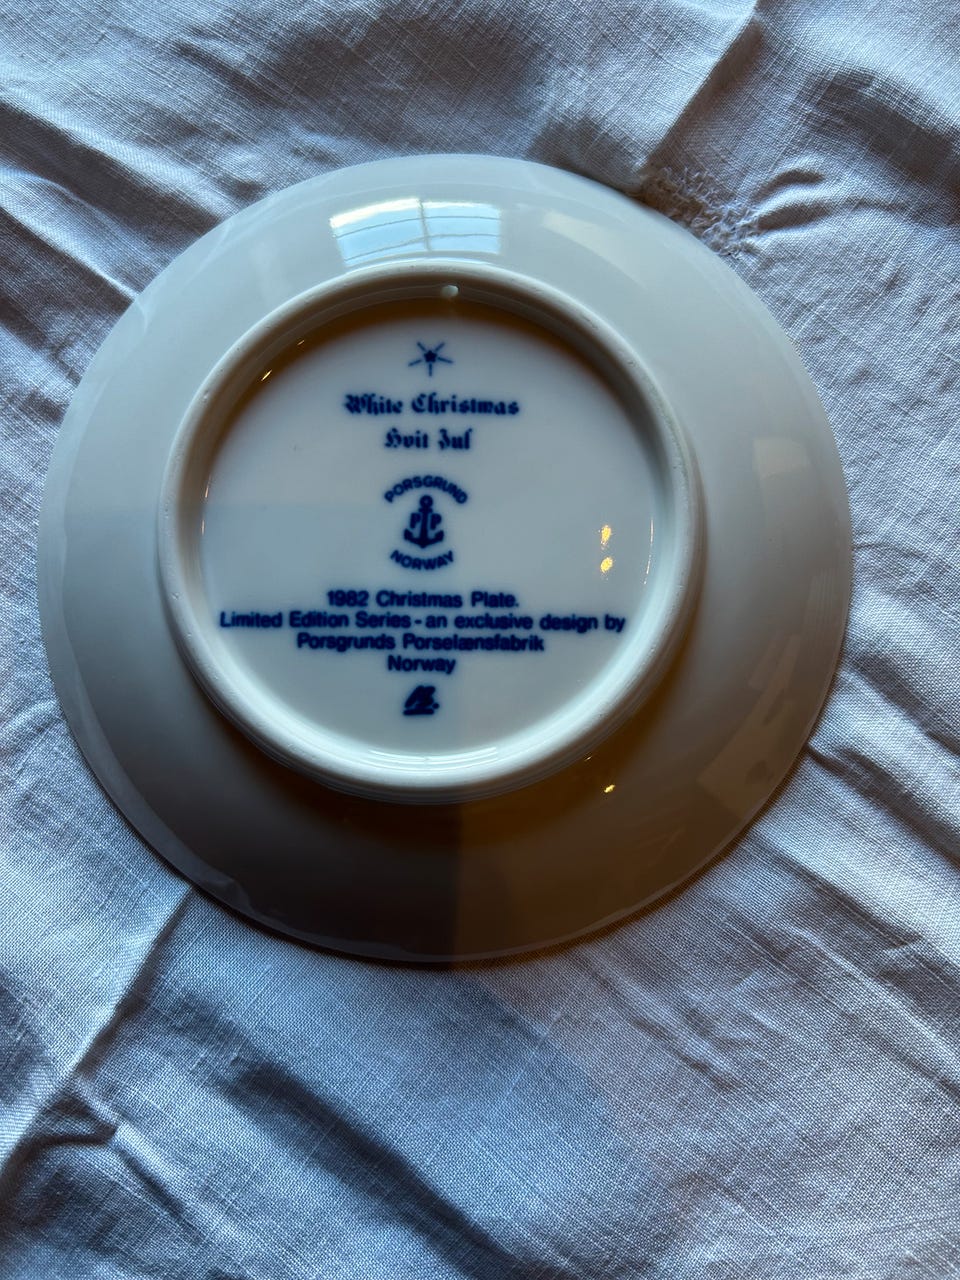 White Christmas
Hvit Jul
PORSGRUND
P P
NORWAY
1982 Christmas Plate.
Limited Edition Series - an exclusive design by
Porsgrunds Porselænsfabrik
Norway